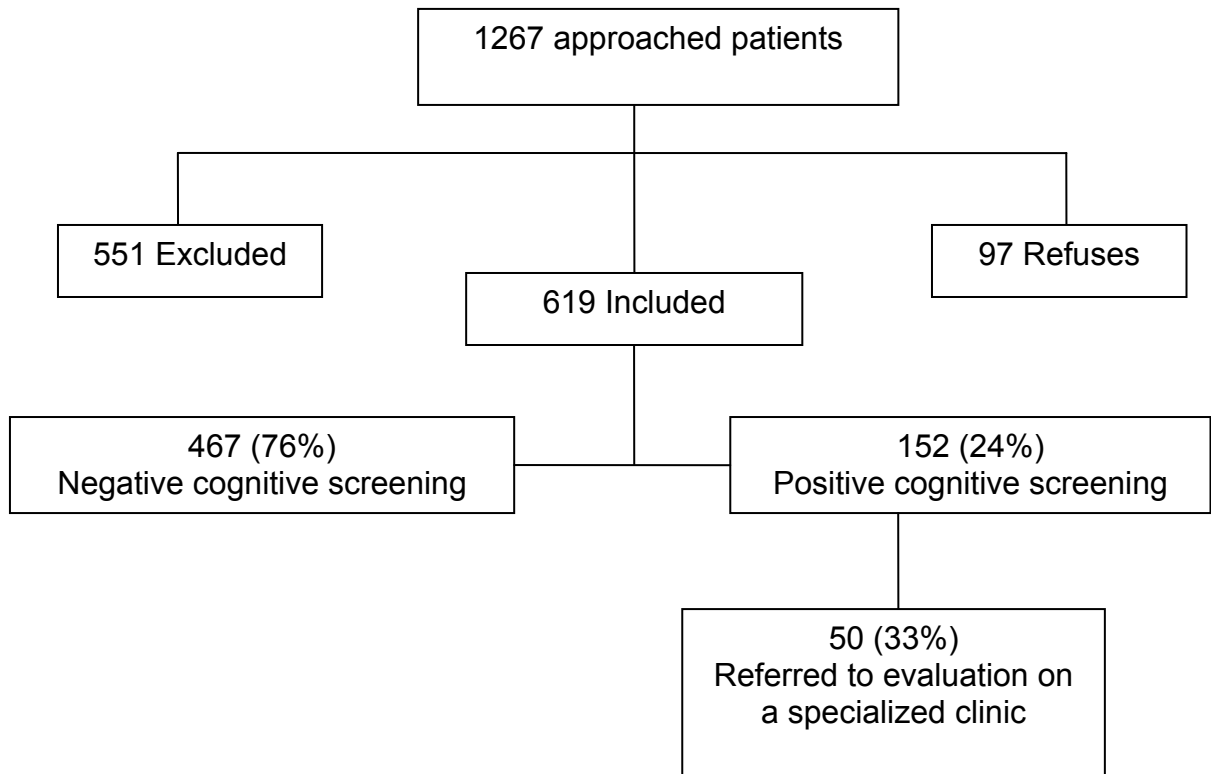 1267 approached patients
551 Excluded
97 Refuses
619 Included
467 (76%)
Negative cognitive screening
152 (24%)
Positive cognitive screening
50 (33%)
Referred to evaluation on
a specialized clinic